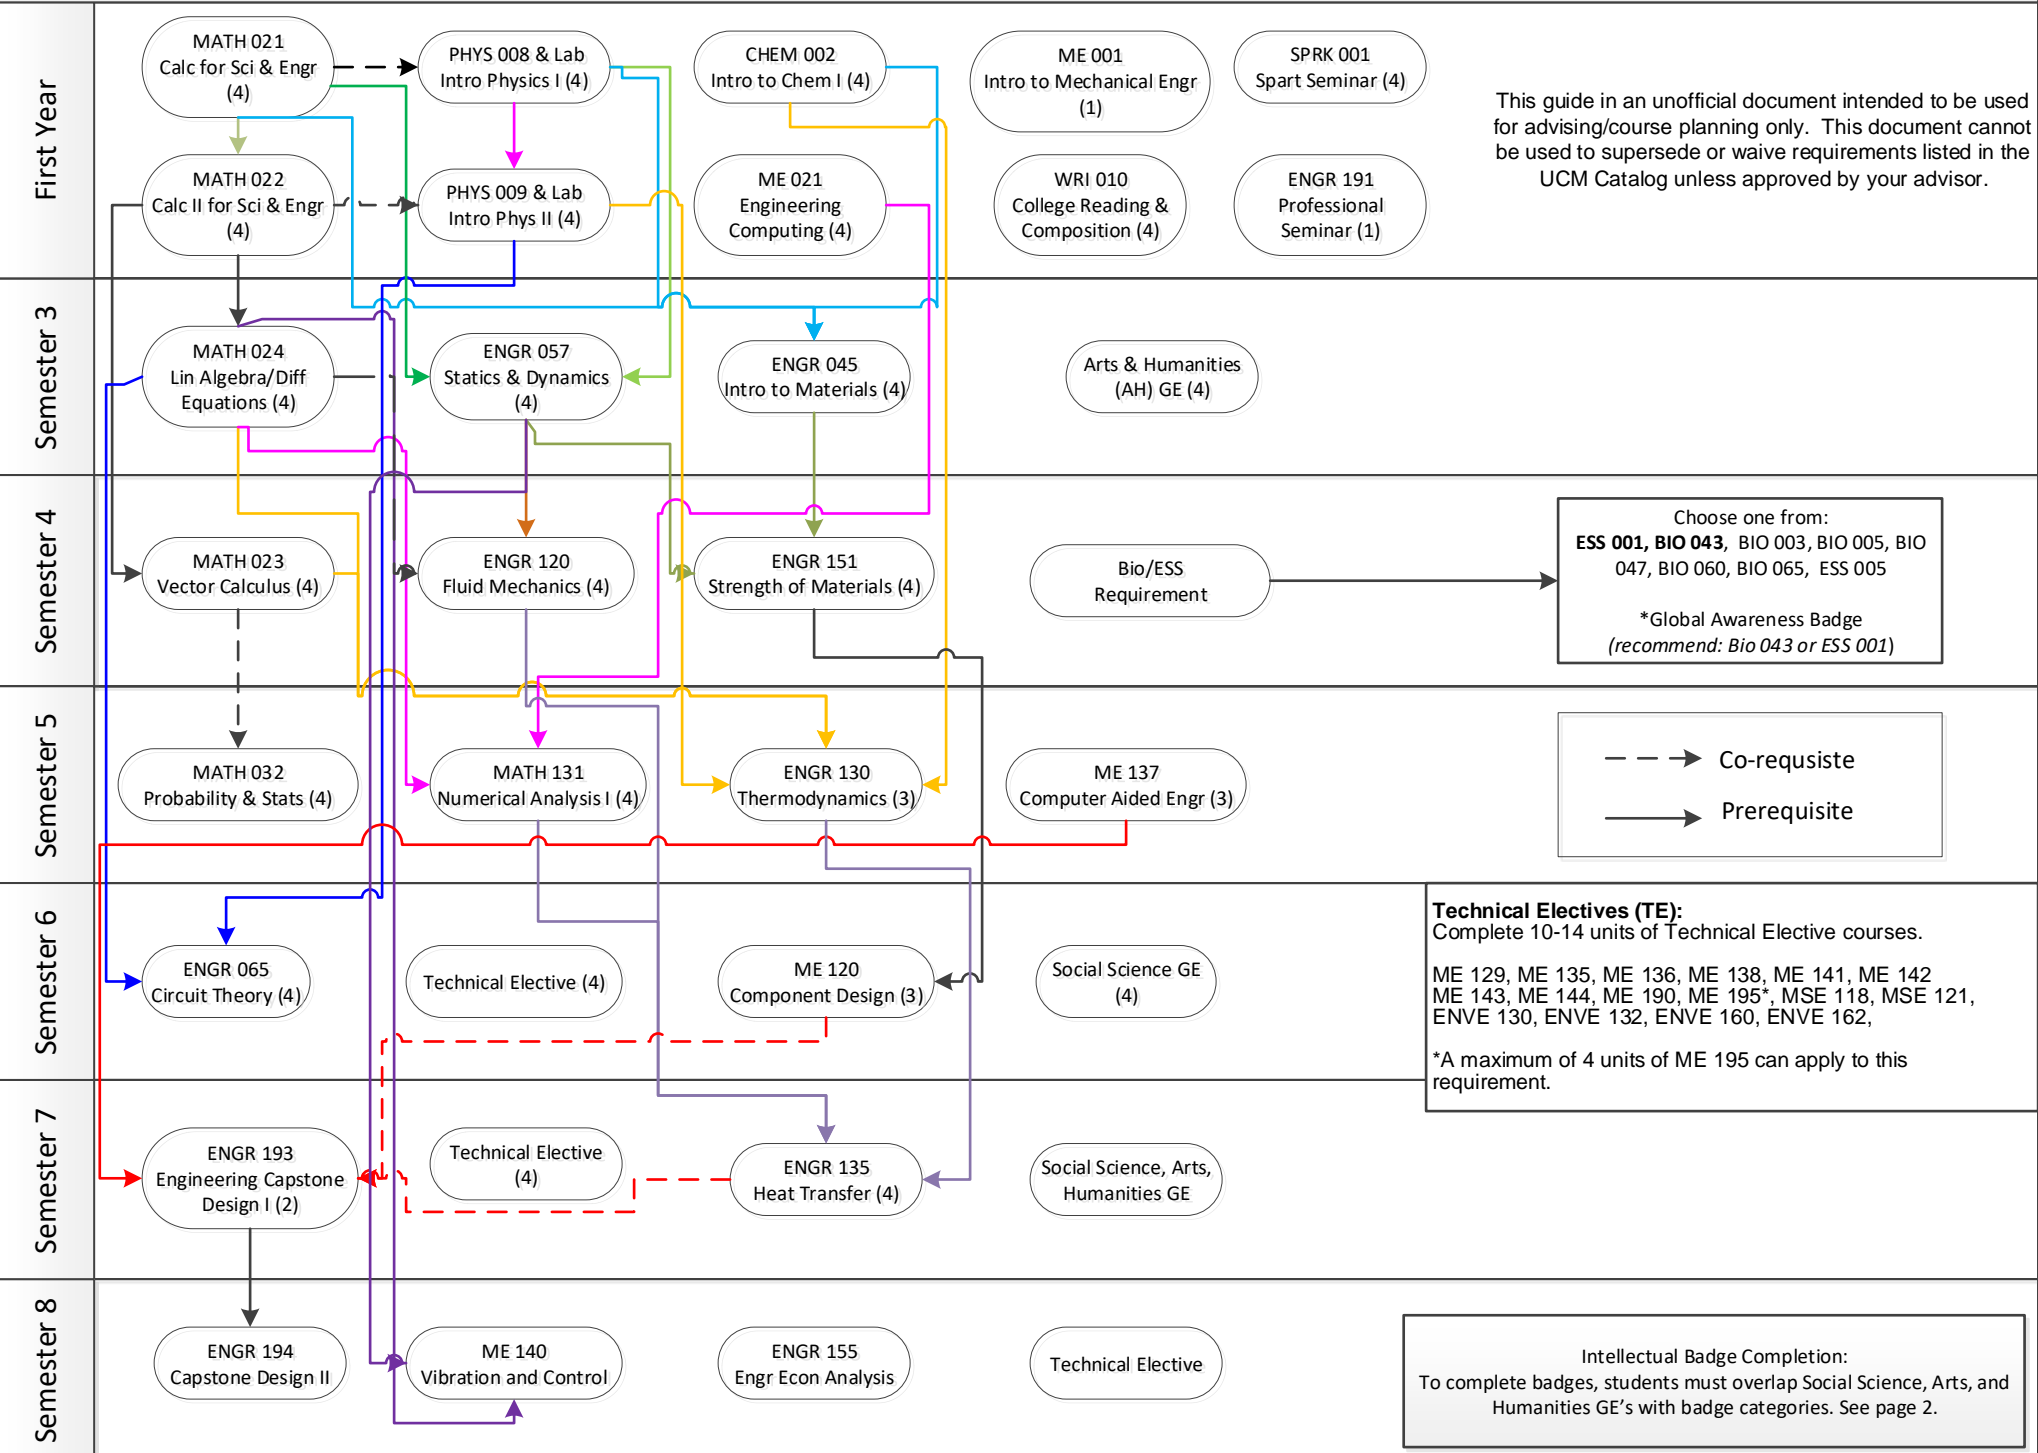 First Year
MATH 021
Calc for Sci & Engr
(4)
PHYS 008 & Lab
Intro Physics I (4)
CHEM 002
Intro to Chem I (4)
ME 001
Intro to Mechanical Engr
(1)
SPRK 001
Spart Seminar (4)
This guide in an unofficial document intended to be used
for advising/course planning only. This document cannot
be used to supersede or waive requirements listed in the
UCM Catalog unless approved by your advisor.
MATH 022
Calc II for Sci & Engr
(4)
PHYS 009 & Lab
Intro Phys II (4)
ME 021
Engineering
Computing (4)
WRI 010
College Reading &
Composition (4)
ENGR 191
Professional
Seminar (1)
Semester 3
MATH 024
Lin Algebra/Diff
Equations (4)
ENGR 057
Statics & Dynamics
(4)
ENGR 045
Intro to Materials (4)
Arts & Humanities
(AH) GE (4)
Semester 4
MATH 023
Vector Calculus (4)
ENGR 120
Fluid Mechanics (4)
ENGR 151
Strength of Materials (4)
Bio/ESS
Requirement
Choose one from:
ESS 001, BIO 043, BIO 003, BIO 005, BIO
047, BIO 060, BIO 065, ESS 005
*Global Awareness Badge
(recommend: Bio 043 or ESS 001)
Semester 5
MATH 032
Probability & Stats (4)
MATH 131
Numerical Analysis I (4)
ENGR 130
Thermodynamics (3)
ME 137
Computer Aided Engr (3)
Co-requsiste
Prerequisite
Semester 6
ENGR 065
Circuit Theory (4)
Technical Elective (4)
ME 120
Component Design (3)
Social Science GE
(4)
Technical Electives (TE):
Complete 10-14 units of Technical Elective courses.
ME 129, ME 135, ME 136, ME 138, ME 141, ME 142
ME 143, ME 144, ME 190, ME 195*, MSE 118, MSE 121,
ENVE 130, ENVE 132, ENVE 160, ENVE 162,
*A maximum of 4 units of ME 195 can apply to this
requirement.
Semester 7
ENGR 193
Engineering Capstone
Design I (2)
Technical Elective
(4)
ENGR 135
Heat Transfer (4)
Social Science, Arts,
Humanities GE
Semester 8
ENGR 194
Capstone Design II
ME 140
Vibration and Control
ENGR 155
Engr Econ Analysis
Technical Elective
Intellectual Badge Completion:
To complete badges, students must overlap Social Science, Arts, and
Humanities GE's with badge categories. See page 2.